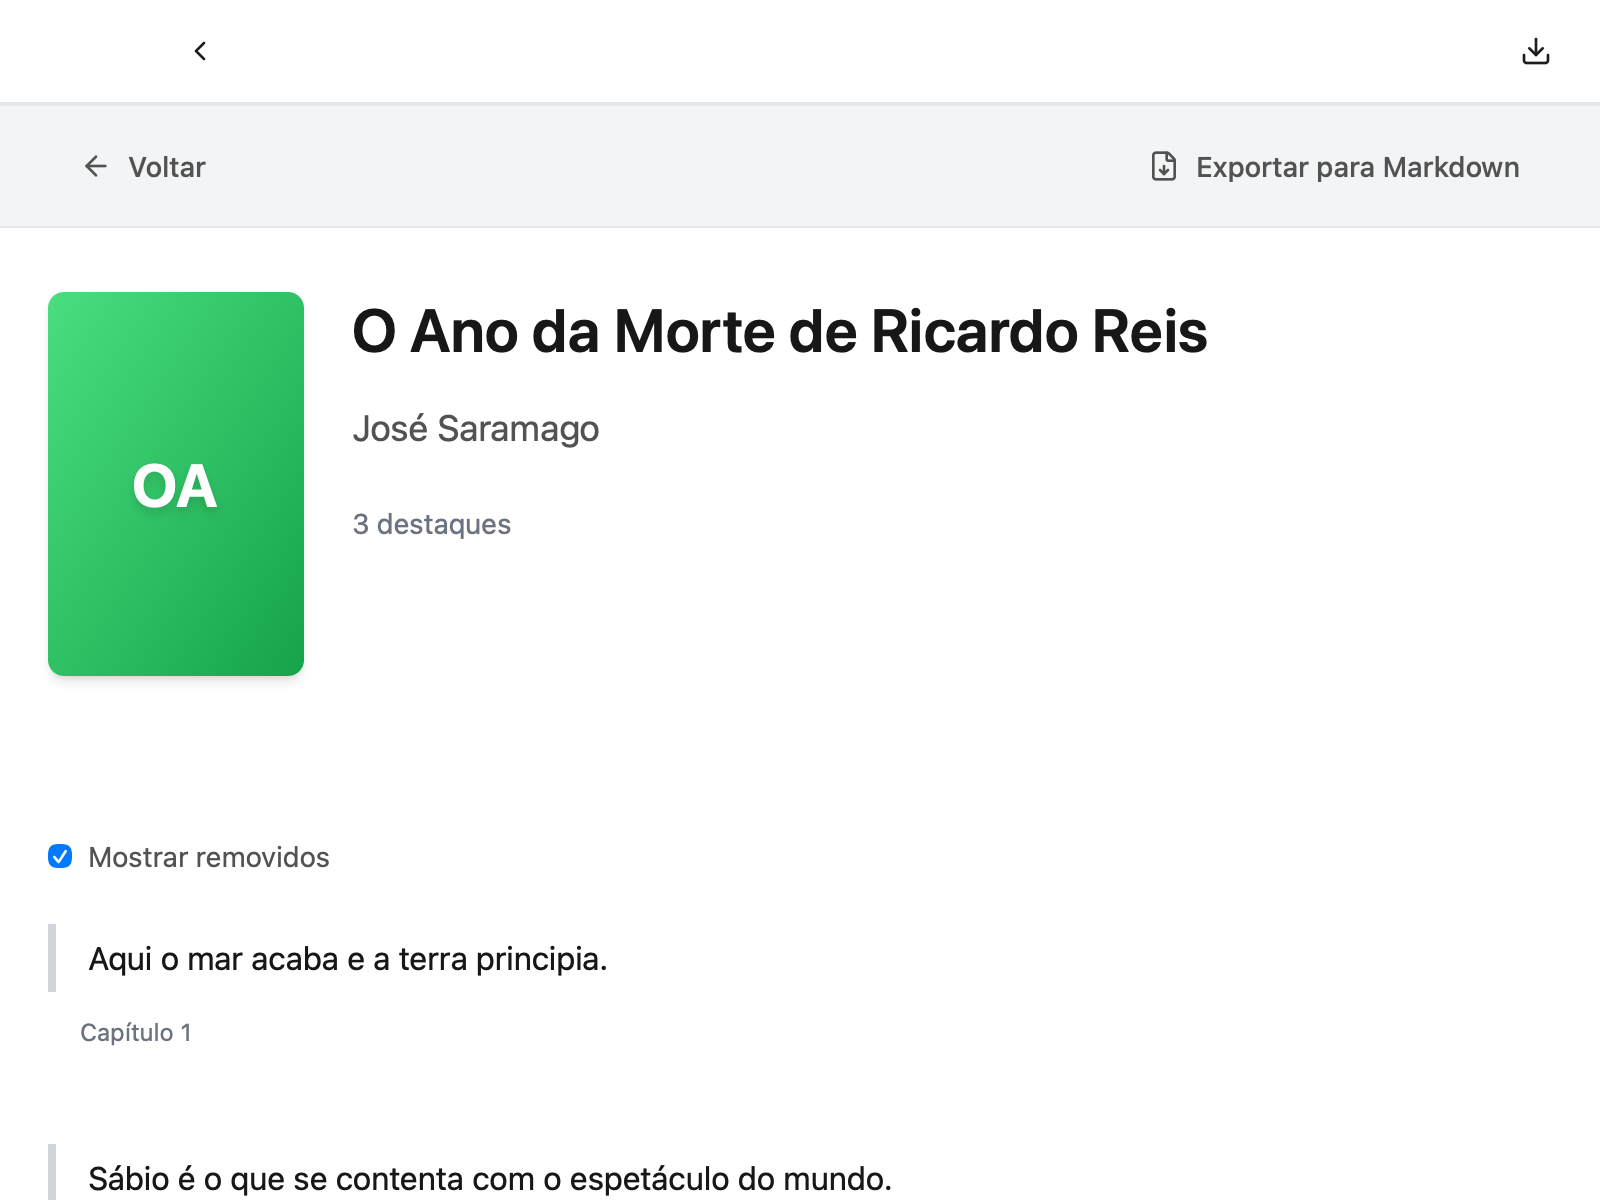 Voltar
Exportar para Markdown
OA
O Ano da Morte de Ricardo Reis
José Saramago
3 destaques
Mostrar removidos
Aqui o mar acaba e a terra principia.
Capítulo 1
Sábio é o que se contenta com o espetáculo do mundo.